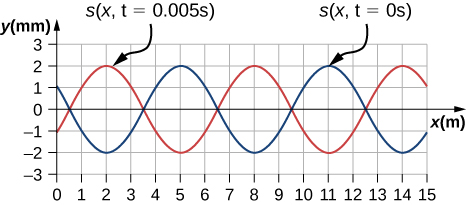 s(x, t = 0.005s) s(x, t = 0s)
y(mm)
3
2
1
0
−1
−2
−3
x(m)
0 1 2 3 4 5 6 7 8 9 10 11 12 13 14 15